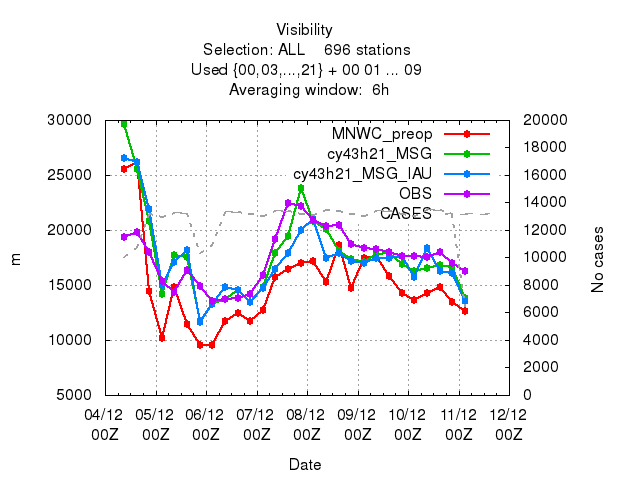 Visibility
Selection: ALL    696 stations
Used {00,03,...,21} + 00 01 ... 09
Averaging window:  6h
30000
25000
20000
15000
10000
5000
m
20000
18000
16000
14000
12000
10000
8000
6000
4000
2000
0
No cases
MNWC_preop
cy43h21_MSG
cy43h21_MSG_IAU
OBS
CASES
04/12 05/12 06/12 07/12 08/12 09/12 10/12 11/12 12/12
00Z 00Z 00Z 00Z 00Z 00Z 00Z 00Z 00Z
Date